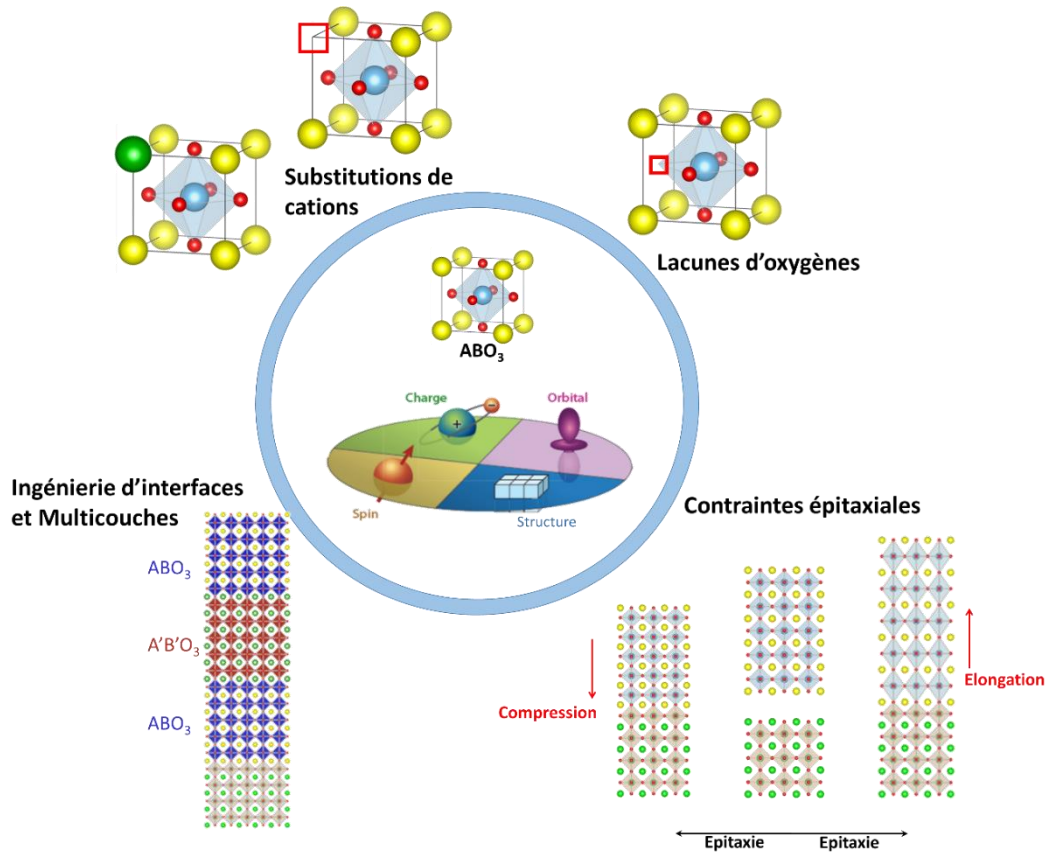 Substitutions de
cations
Lacunes d'oxygènes
ABO₃
Charge
Orbital
+
−
Spin
Structure
Ingénierie d'interfaces
et Multicouches
ABO₃
A'B'O₃
ABO₃
Contraintes épitaxiales
Compression
Elongation
Epitaxie
Epitaxie